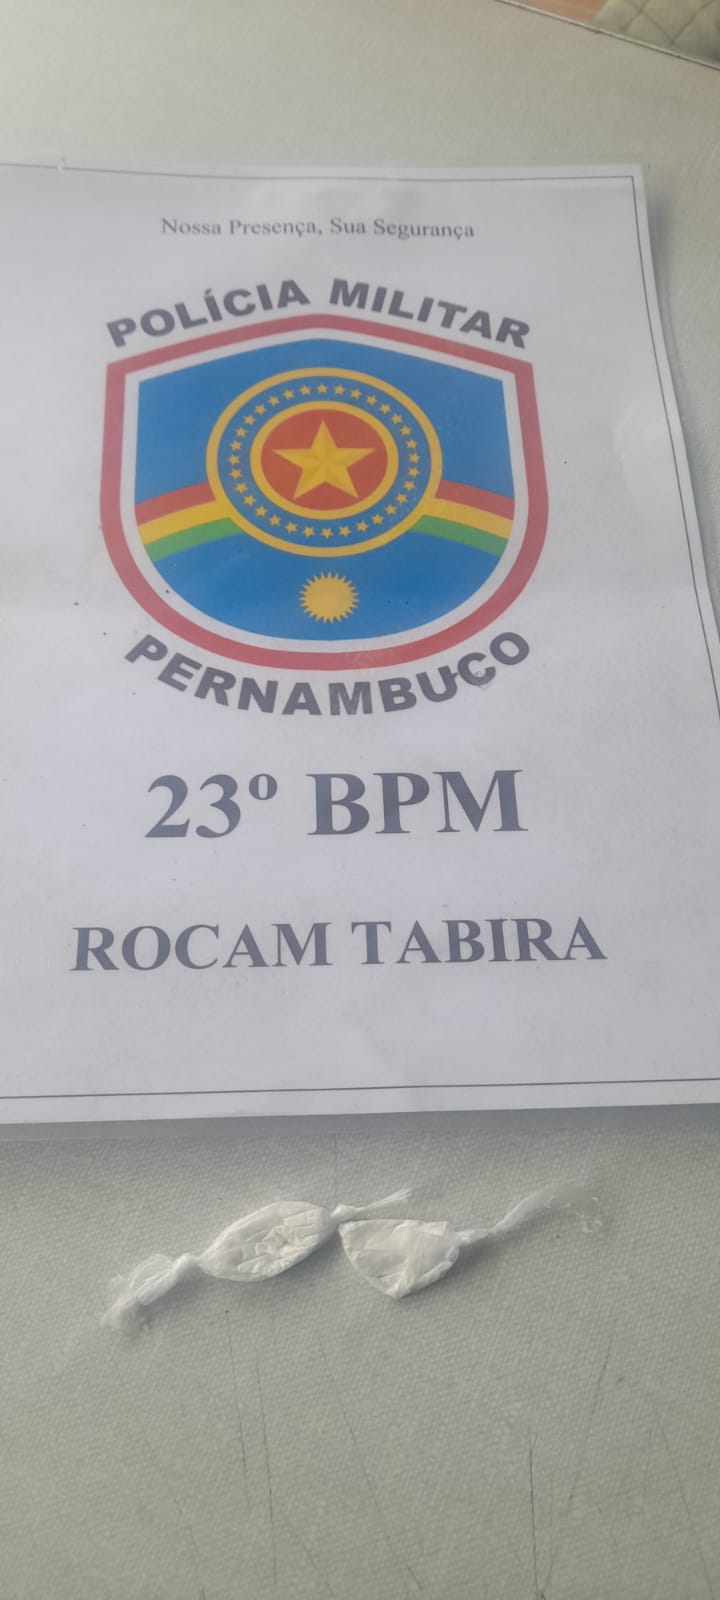 Nossa Presença, Sua Segurança
POLÍCIA MILITAR
PERNAMBUCO
23º BPM
ROCAM TABIRA